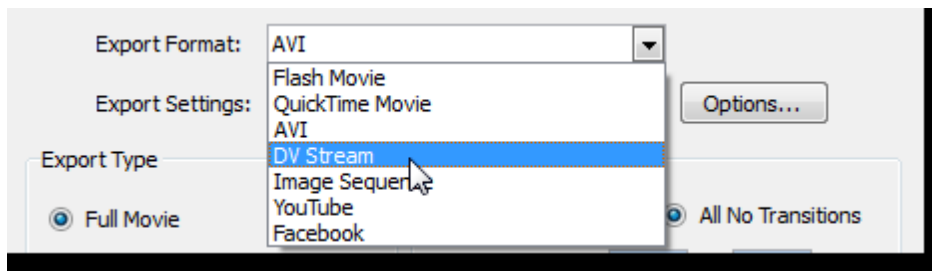 Export Format: AVI
Flash Movie
Export Settings: QuickTime Movie Options...
AVI
Export Type DV Stream
Image Sequence
Full Movie YouTube All No Transitions
Facebook